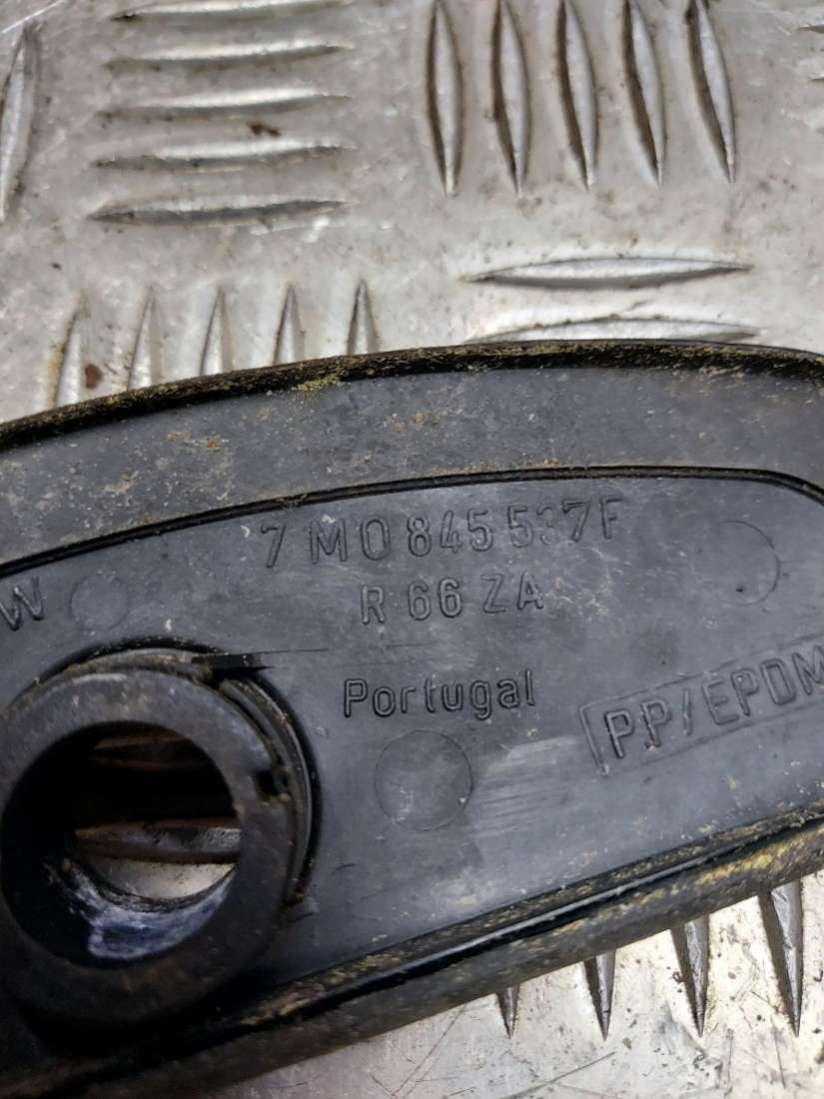 7M0 845 537F
W
R 66 ZA
Portugal
PP/EPDM